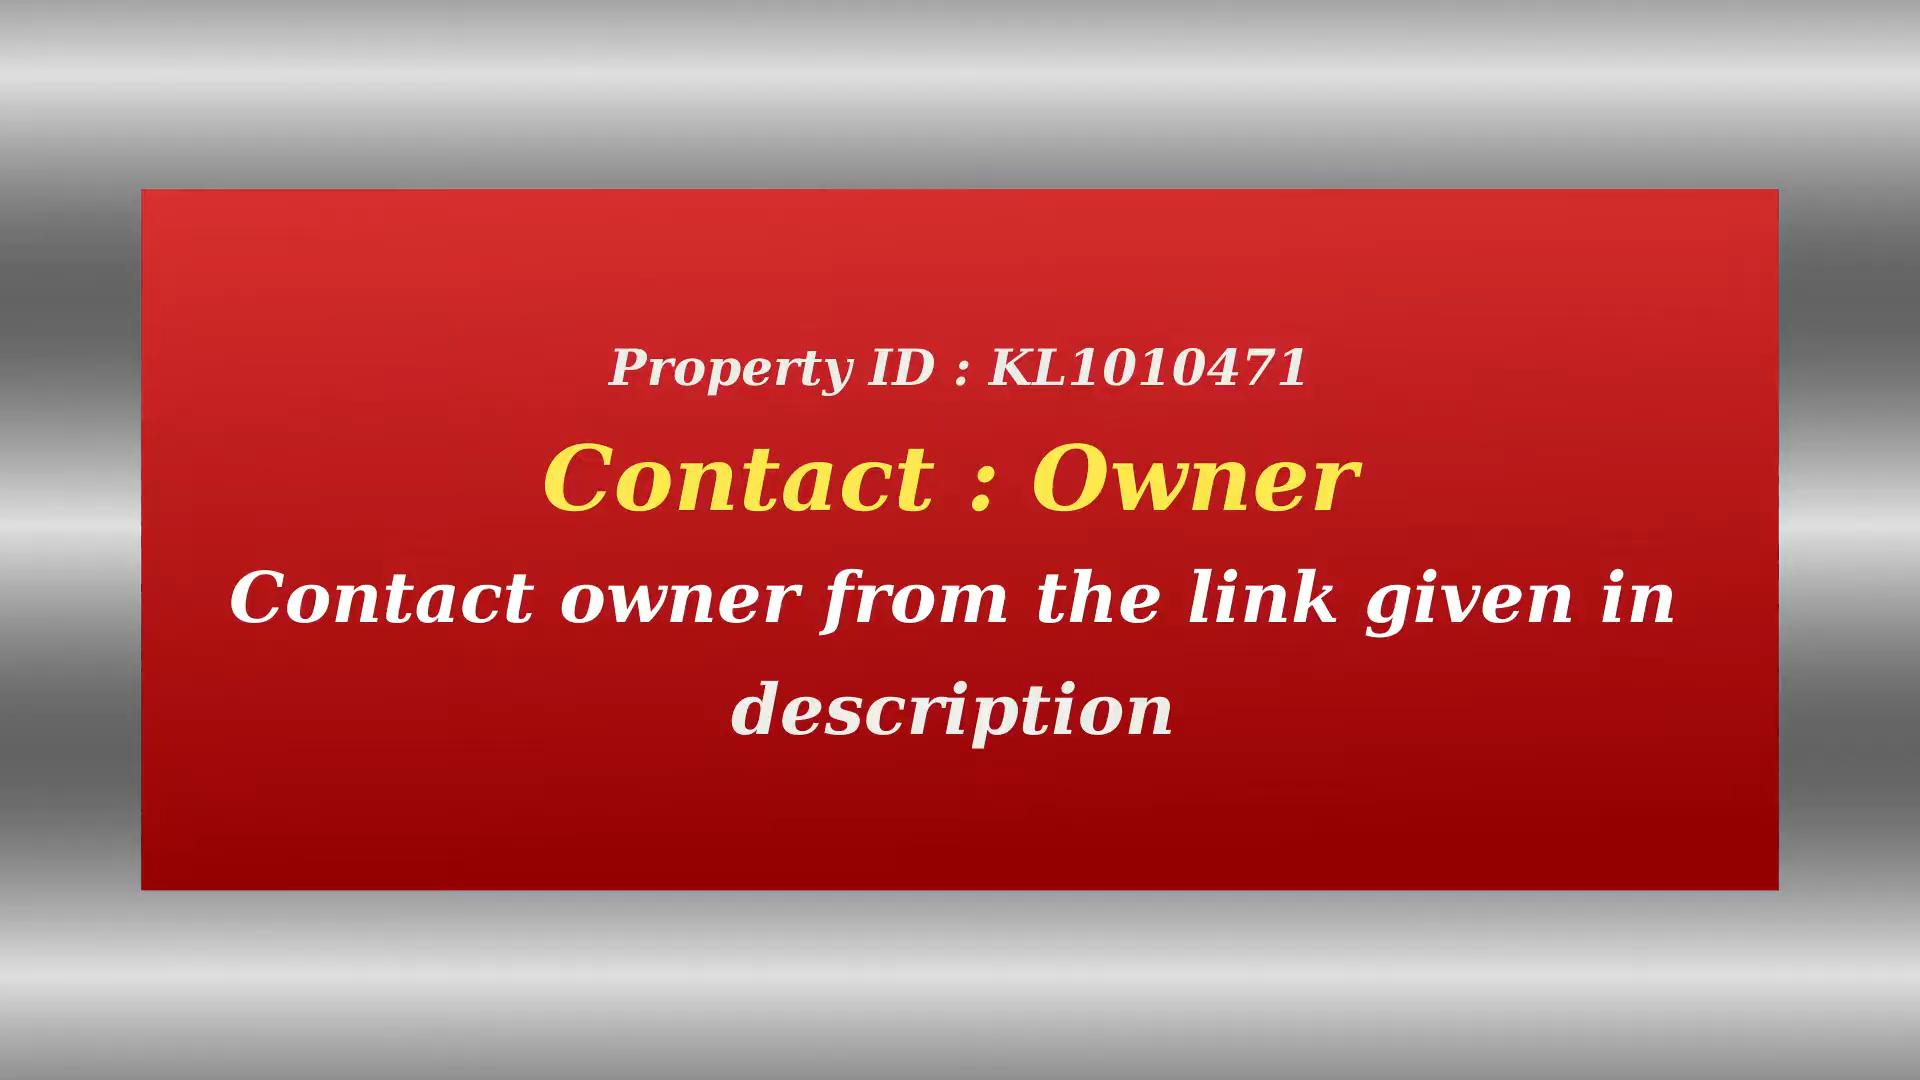 Property ID : KL1010471
Contact : Owner
Contact owner from the link given in
description